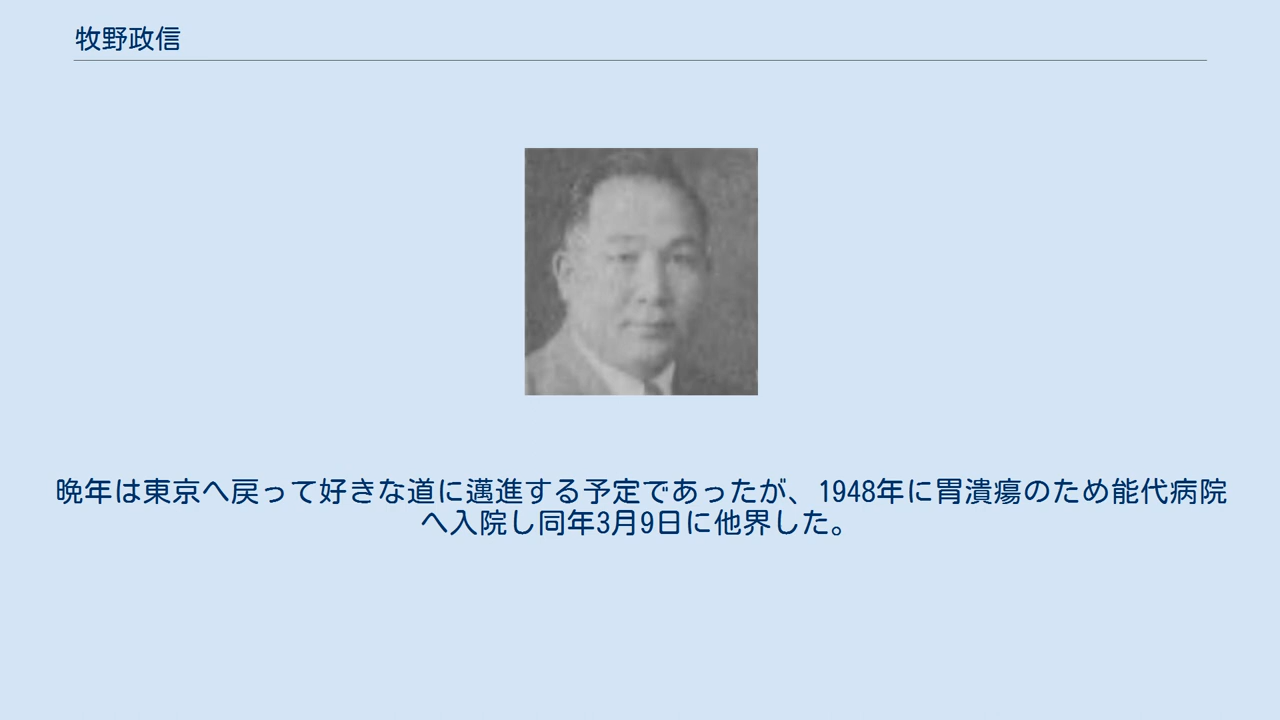 牧野政信
晩年は東京へ戻って好きな道に邁進する予定であったが、1948年に胃潰瘍のため能代病院
へ入院し同年3月9日に他界した。